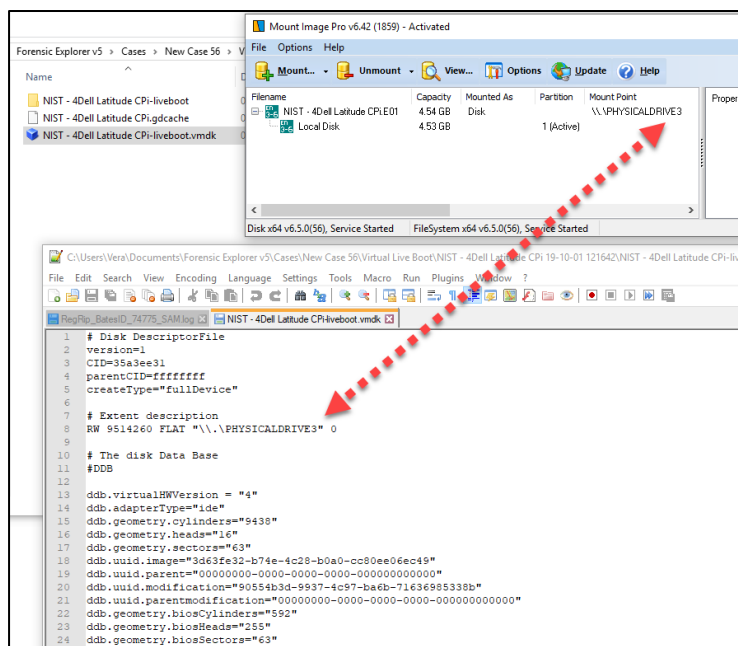 Forensic Explorer v5 > Cases > New Case 56 > V
Name
NIST - 4Dell Latitude CPi-liveboot
NIST - 4Dell Latitude CPi.gdcache
NIST - 4Dell Latitude CPi-liveboot.vmdk
Mount Image Pro v6.42 (1859) - Activated
File Options Help
Mount... Unmount View... Options Update Help
Filename Capacity Mounted As Partition Mount Point Proper
NIST - 4Dell Latitude CPi.E01 4.54 GB Disk \\.\PHYSICALDRIVE3
Local Disk 4.53 GB 1 (Active)
Disk x64 v6.5.0(56), Service Started FileSystem x64 v6.5.0(56), Service Started
C:\Users\Vera\Documents\Forensic Explorer v5\Cases\New Case 56\Virtual Live Boot\NIST - 4Dell Latitude CPi 19-10-01 121642\NIST - 4Dell Latitude CPi-liv
File Edit Search View Encoding Language Settings Tools Macro Run Plugins Window ?
RegRip_BatesID_74775_SAM.log NIST - 4Dell Latitude CPi-liveboot.vmdk
1 # Disk DescriptorFile
2 version=1
3 CID=35a3ee31
4 parentCID=ffffffff
5 createType="fullDevice"
6
7 # Extent description
8 RW 9514260 FLAT "\\.\PHYSICALDRIVE3" 0
9
10 # The disk Data Base
11 #DDB
12
13 ddb.virtualHWVersion = "4"
14 ddb.adapterType="ide"
15 ddb.geometry.cylinders="9438"
16 ddb.geometry.heads="16"
17 ddb.geometry.sectors="63"
18 ddb.uuid.image="3d63fe32-b74e-4c28-b0a0-cc80ee06ec49"
19 ddb.uuid.parent="00000000-0000-0000-0000-000000000000"
20 ddb.uuid.modification="90554b3d-9937-4c97-ba6b-71636985338b"
21 ddb.uuid.parentmodification="00000000-0000-0000-0000-000000000000"
22 ddb.geometry.biosCylinders="592"
23 ddb.geometry.biosHeads="255"
24 ddb.geometry.biosSectors="63"